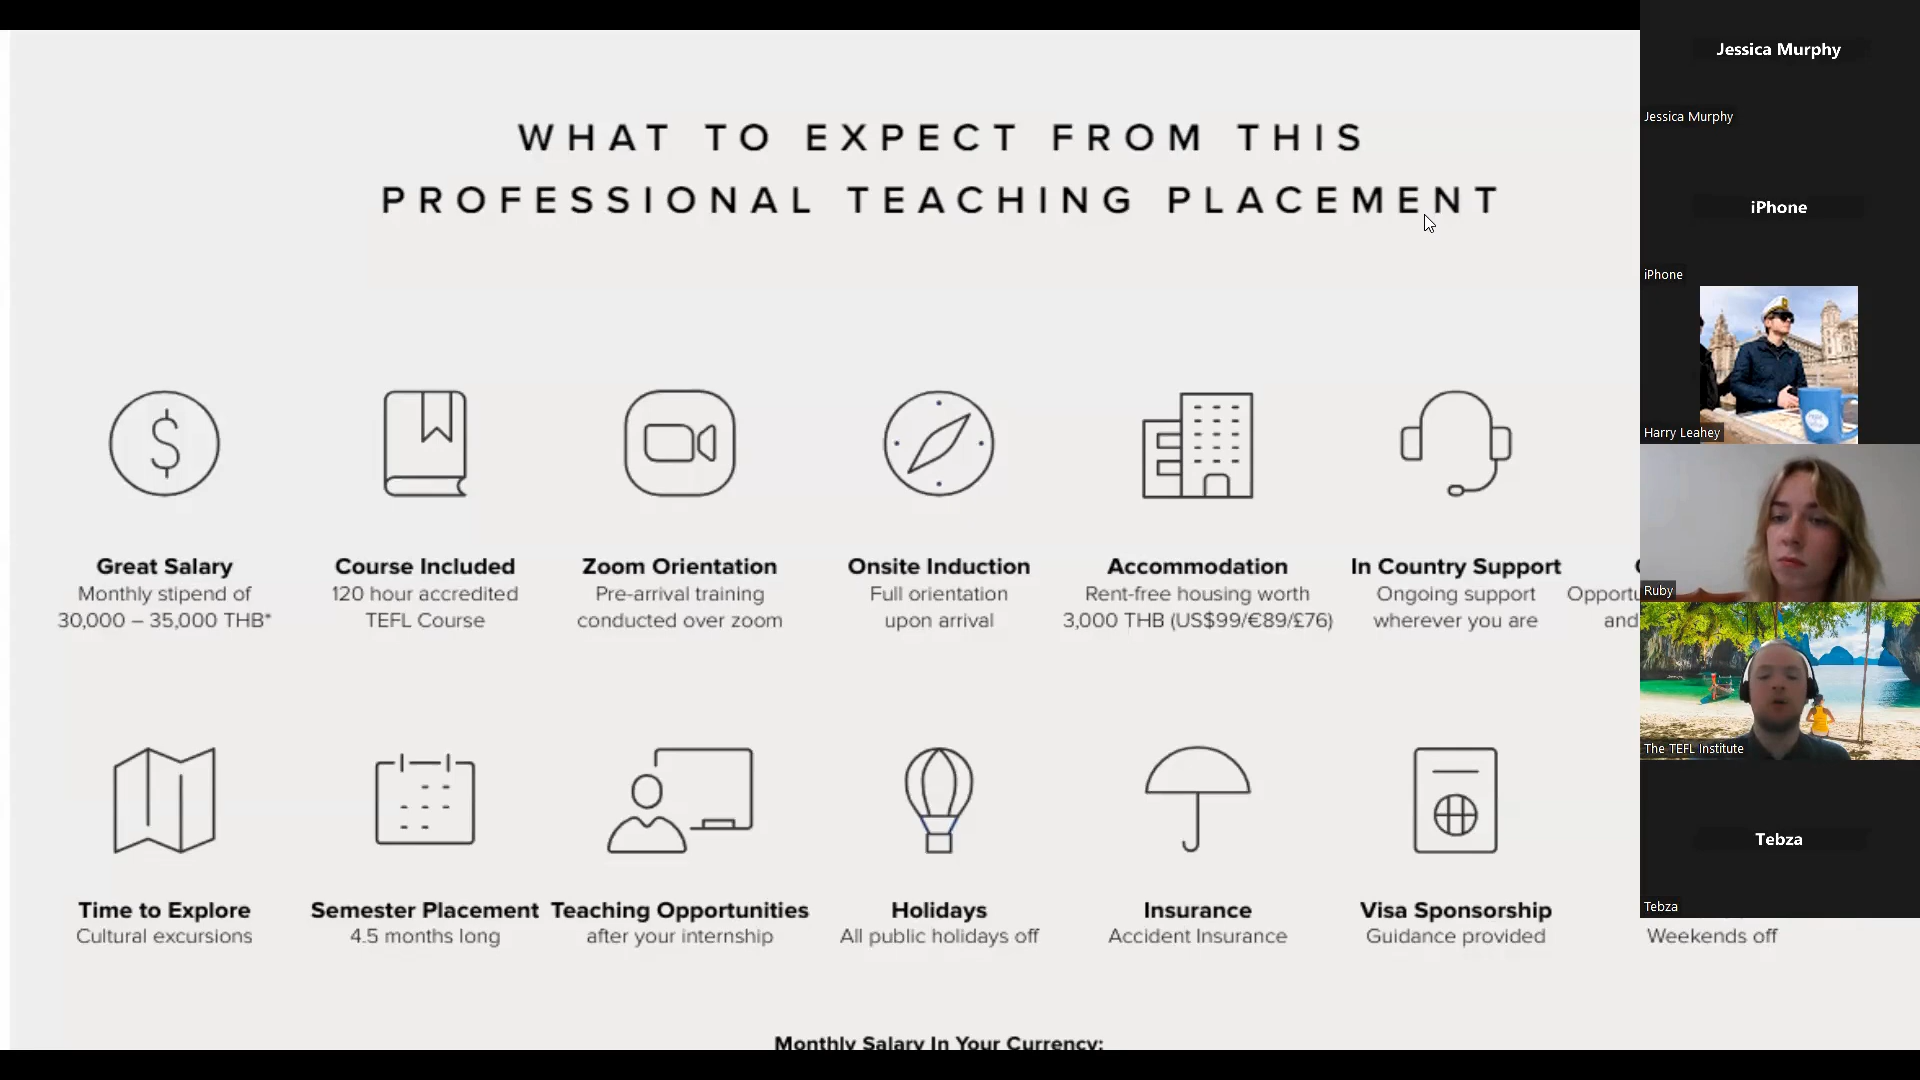 WHAT TO EXPECT FROM THIS
PROFESSIONAL TEACHING PLACEMENT
Great Salary
Monthly stipend of
30,000 – 35,000 THB*
Course Included
120 hour accredited
TEFL Course
Zoom Orientation
Pre-arrival training
conducted over zoom
Onsite Induction
Full orientation
upon arrival
Accommodation
Rent-free housing worth
3,000 THB (US$99/€89/£76)
In Country Support
Ongoing support
wherever you are
and
Time to Explore
Cultural excursions
Semester Placement
4.5 months long
Teaching Opportunities
after your internship
Holidays
All public holidays off
Insurance
Accident Insurance
Visa Sponsorship
Guidance provided
Weekends off
Monthly Salary In Your Currency:
Jessica Murphy
Jessica Murphy
iPhone
iPhone
Harry Leahey
Ruby
The TEFL Institute
Tebza
Tebza